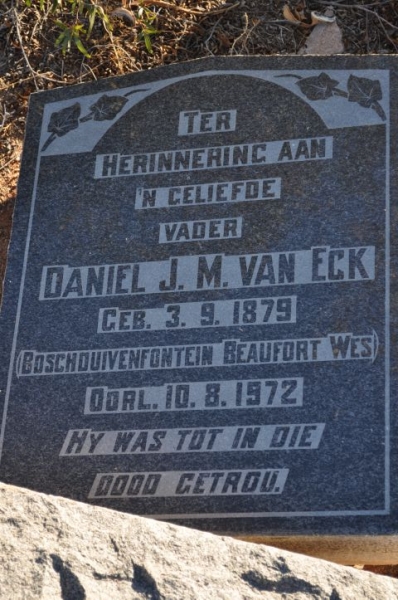 TER
HERINNERING AAN
'N GELIEFDE
VADER
DANIEL J. M. VAN ECK
GEB. 3. 9. 1879
(BOSCHDUIVENFONTEIN BEAUFORT WES)
OORL. 10. 8. 1972
HY WAS TOT IN DIE
DOOD GETROU.